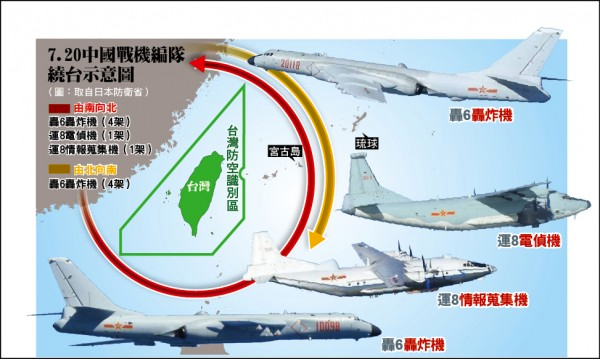 7.20中國戰機編隊
繞台示意圖
（圖：取自日本防衛省）
由南向北
轟6轟炸機（4架）
運8電偵機（1架）
運8情報蒐集機（1架）
由北向南
轟6轟炸機（4架）
台灣防空識別區
台灣
宮古島
琉球
20118
轟6轟炸機
運8電偵機
運8情報蒐集機
10098
轟6轟炸機